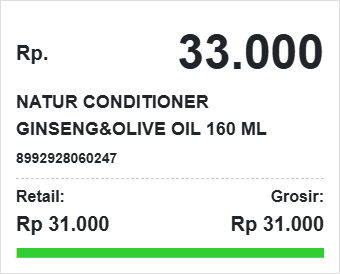 Rp. 33.000
NATUR CONDITIONER
GINSENG&OLIVE OIL 160 ML
8992928060247
Retail: Grosir:
Rp 31.000 Rp 31.000